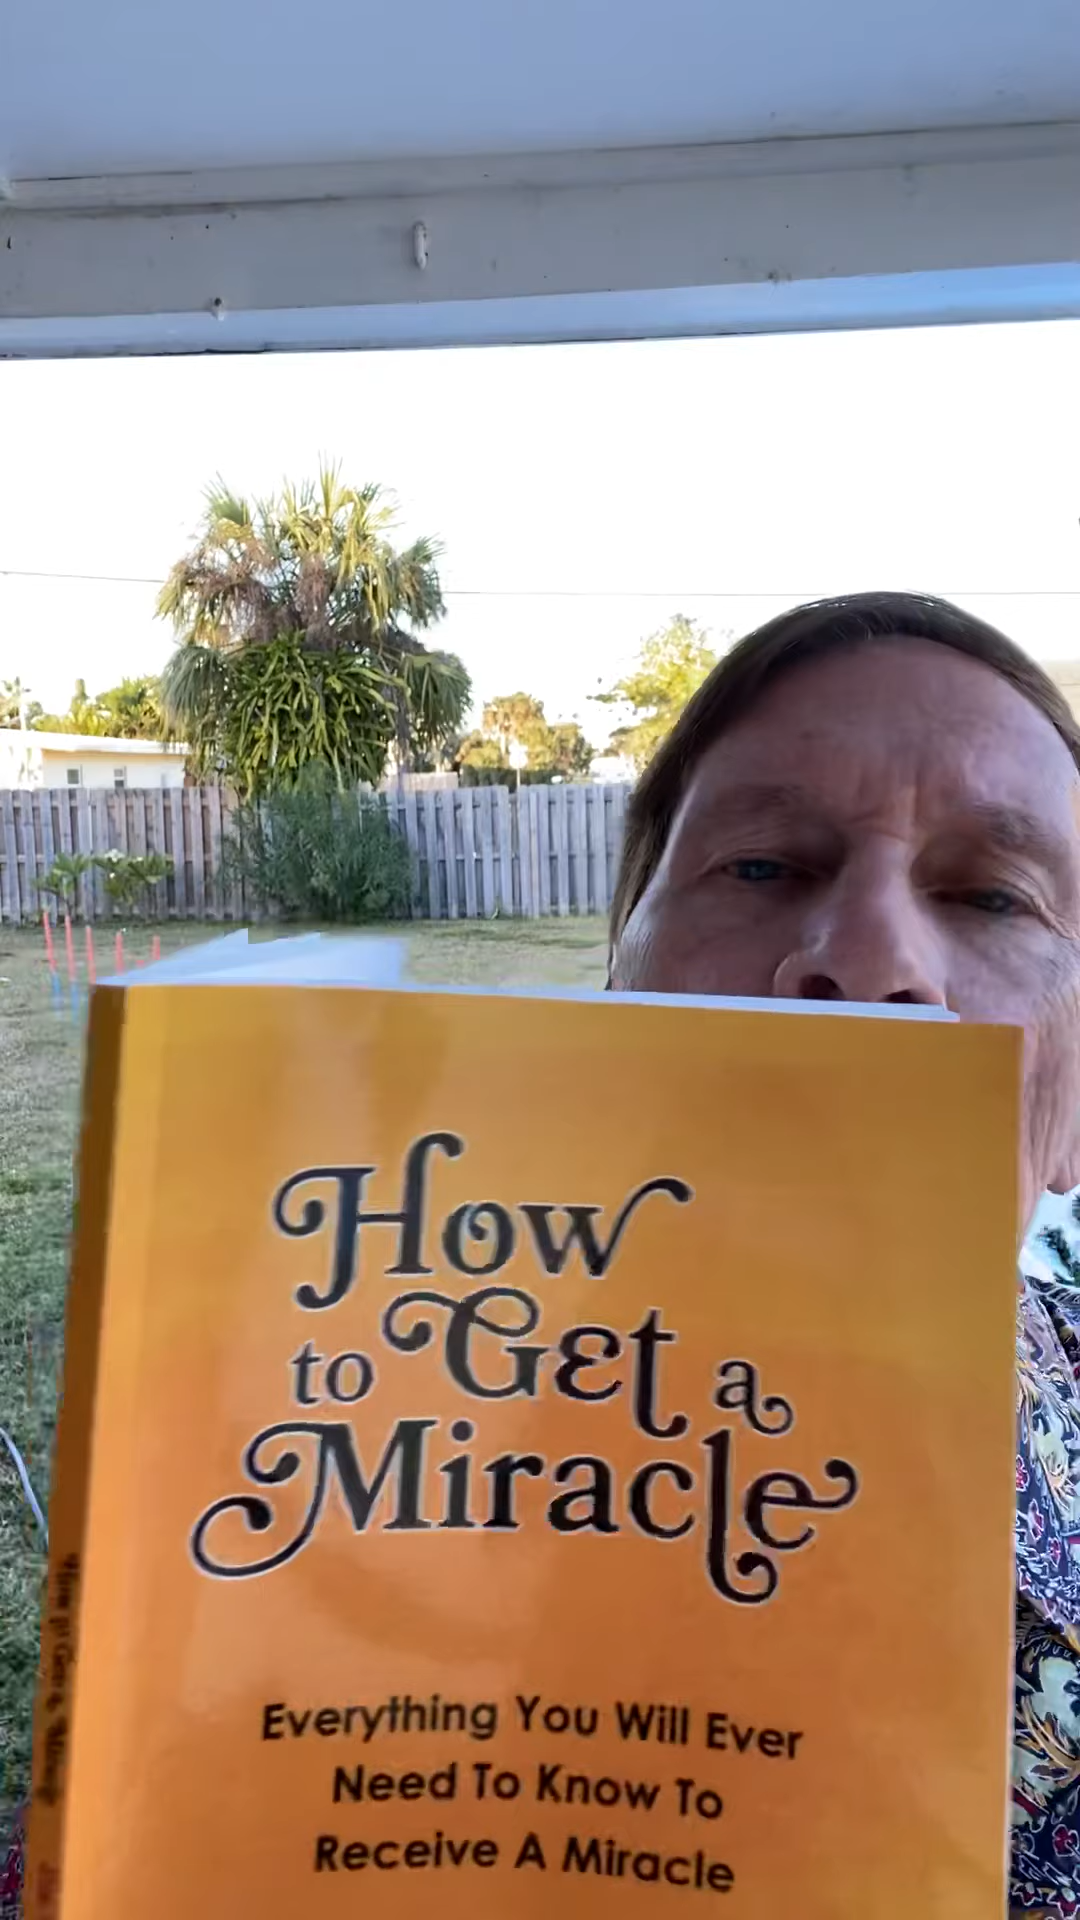 How
to Get a
Miracle
Everything You Will Ever
Need To Know To
Receive A Miracle